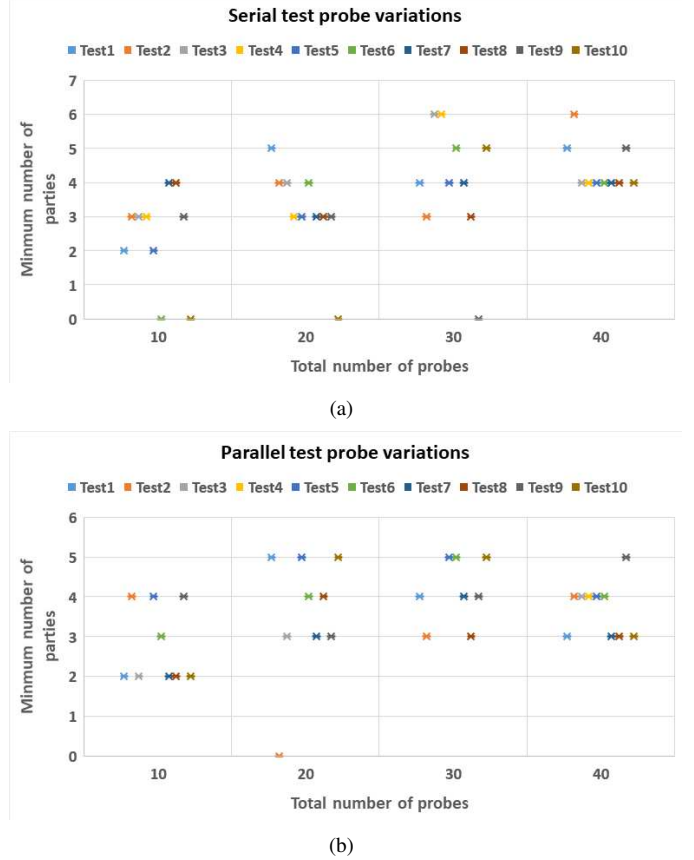 Serial test probe variations
Test1 Test2 Test3 Test4 Test5 Test6 Test7 Test8 Test9 Test10
7
6
5
4
3
2
1
0
Minmum number of
parties
10 20 30 40
Total number of probes
(a)
Parallel test probe variations
Test1 Test2 Test3 Test4 Test5 Test6 Test7 Test8 Test9 Test10
6
5
4
3
2
1
0
Minmum number of
parties
10 20 30 40
Total number of probes
(b)